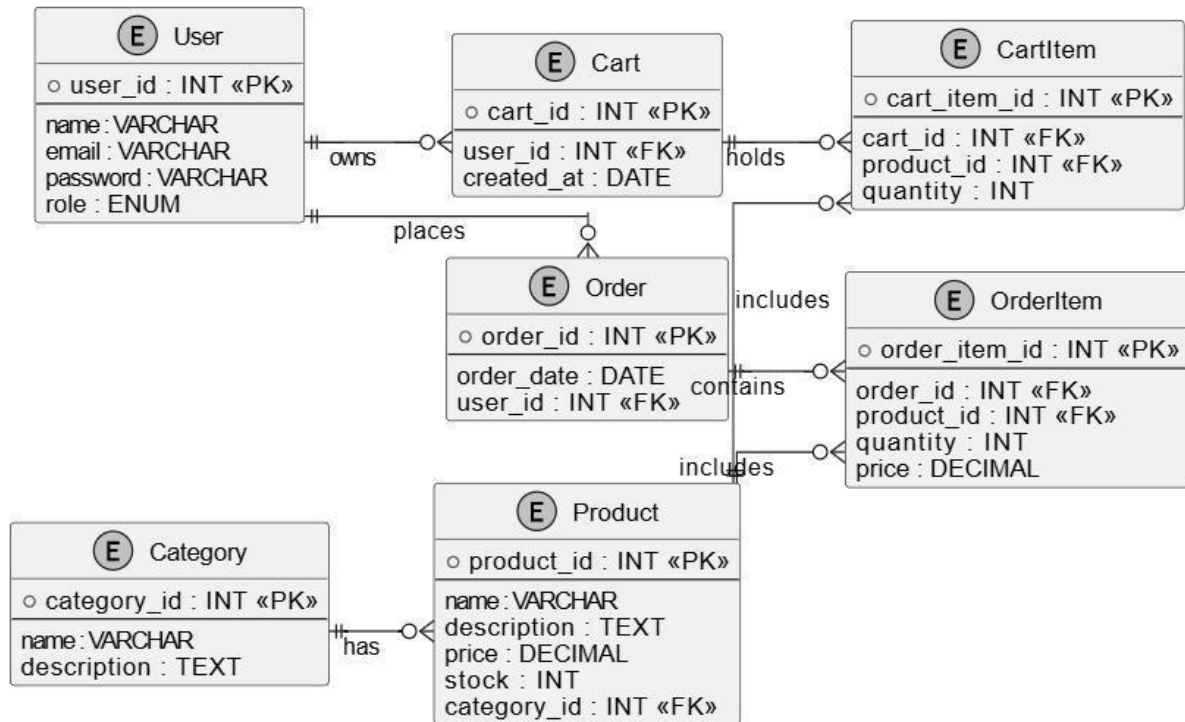 E User
user_id : INT «PK»
name : VARCHAR
email : VARCHAR
password : VARCHAR
role : ENUM
owns
E Cart
cart_id : INT «PK»
user_id : INT «FK»
created_at : DATE
holds
E CartItem
cart_item_id : INT «PK»
cart_id : INT «FK»
product_id : INT «FK»
quantity : INT
places
E Order
order_id : INT «PK»
order_date : DATE
user_id : INT «FK»
includes
contains
E OrderItem
order_item_id : INT «PK»
order_id : INT «FK»
product_id : INT «FK»
quantity : INT
price : DECIMAL
includes
E Category
category_id : INT «PK»
name : VARCHAR
description : TEXT
has
E Product
product_id : INT «PK»
name : VARCHAR
description : TEXT
price : DECIMAL
stock : INT
category_id : INT «FK»